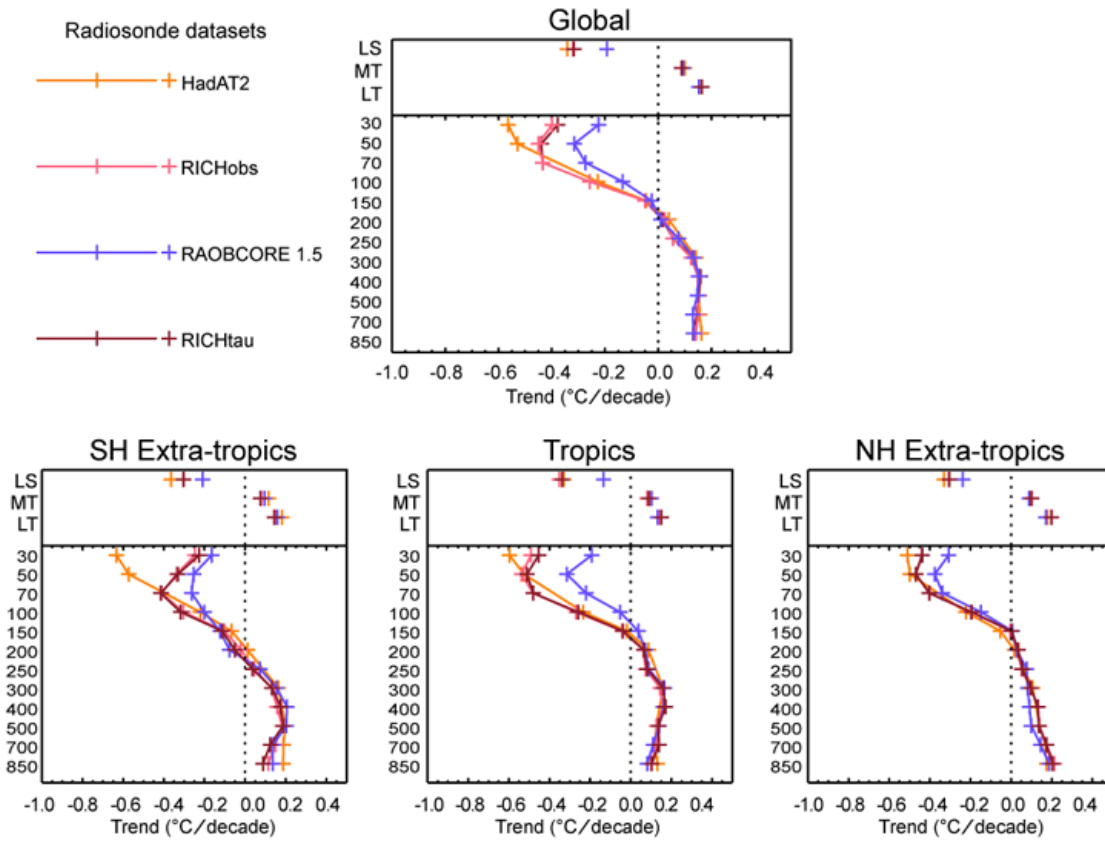 Radiosonde datasets
HadAT2
RICHobs
RAOBCORE 1.5
RICHtau
Global
LS
MT
LT
30
50
70
100
150
200
250
300
400
500
700
850
-1.0 -0.8 -0.6 -0.4 -0.2 0.0 0.2 0.4
Trend (°C/decade)
SH Extra-tropics
LS
MT
LT
30
50
70
100
150
200
250
300
400
500
700
850
-1.0 -0.8 -0.6 -0.4 -0.2 0.0 0.2 0.4
Trend (°C/decade)
Tropics
LS
MT
LT
30
50
70
100
150
200
250
300
400
500
700
850
-1.0 -0.8 -0.6 -0.4 -0.2 0.0 0.2 0.4
Trend (°C/decade)
NH Extra-tropics
LS
MT
LT
30
50
70
100
150
200
250
300
400
500
700
850
-1.0 -0.8 -0.6 -0.4 -0.2 0.0 0.2 0.4
Trend (°C/decade)